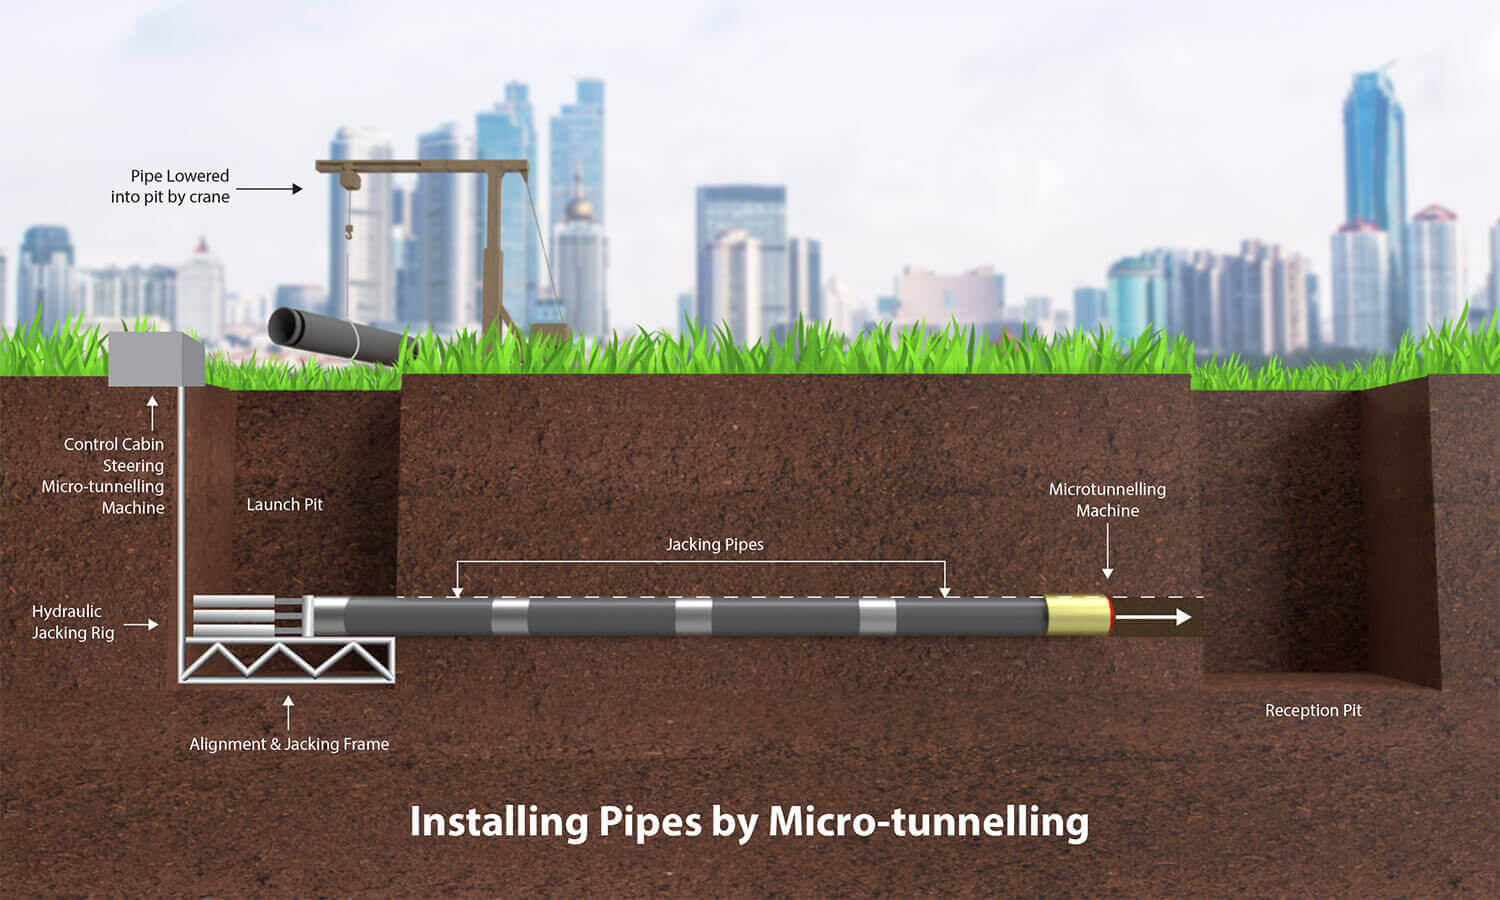 Pipe Lowered
into pit by crane
Control Cabin
Steering
Micro-tunnelling
Machine
Launch Pit
Microtunnelling
Machine
Jacking Pipes
Hydraulic
Jacking Rig
Reception Pit
Alignment & Jacking Frame
Installing Pipes by Micro-tunnelling